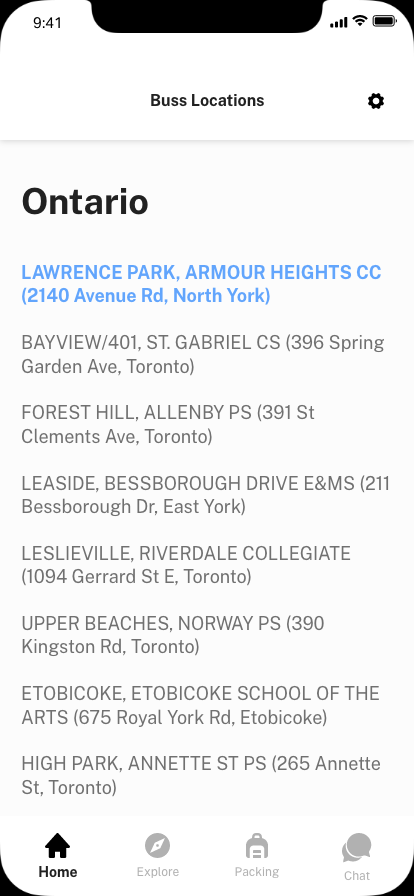 9:41
Buss Locations
Ontario
LAWRENCE PARK, ARMOUR HEIGHTS CC
(2140 Avenue Rd, North York)
BAYVIEW/401, ST. GABRIEL CS (396 Spring
Garden Ave, Toronto)
FOREST HILL, ALLENBY PS (391 St
Clements Ave, Toronto)
LEASIDE, BESSBOROUGH DRIVE E&MS (211
Bessborough Dr, East York)
LESLIEVILLE, RIVERDALE COLLEGIATE
(1094 Gerrard St E, Toronto)
UPPER BEACHES, NORWAY PS (390
Kingston Rd, Toronto)
ETOBICOKE, ETOBICOKE SCHOOL OF THE
ARTS (675 Royal York Rd, Etobicoke)
HIGH PARK, ANNETTE ST PS (265 Annette
St, Toronto)
Home Explore Packing Chat